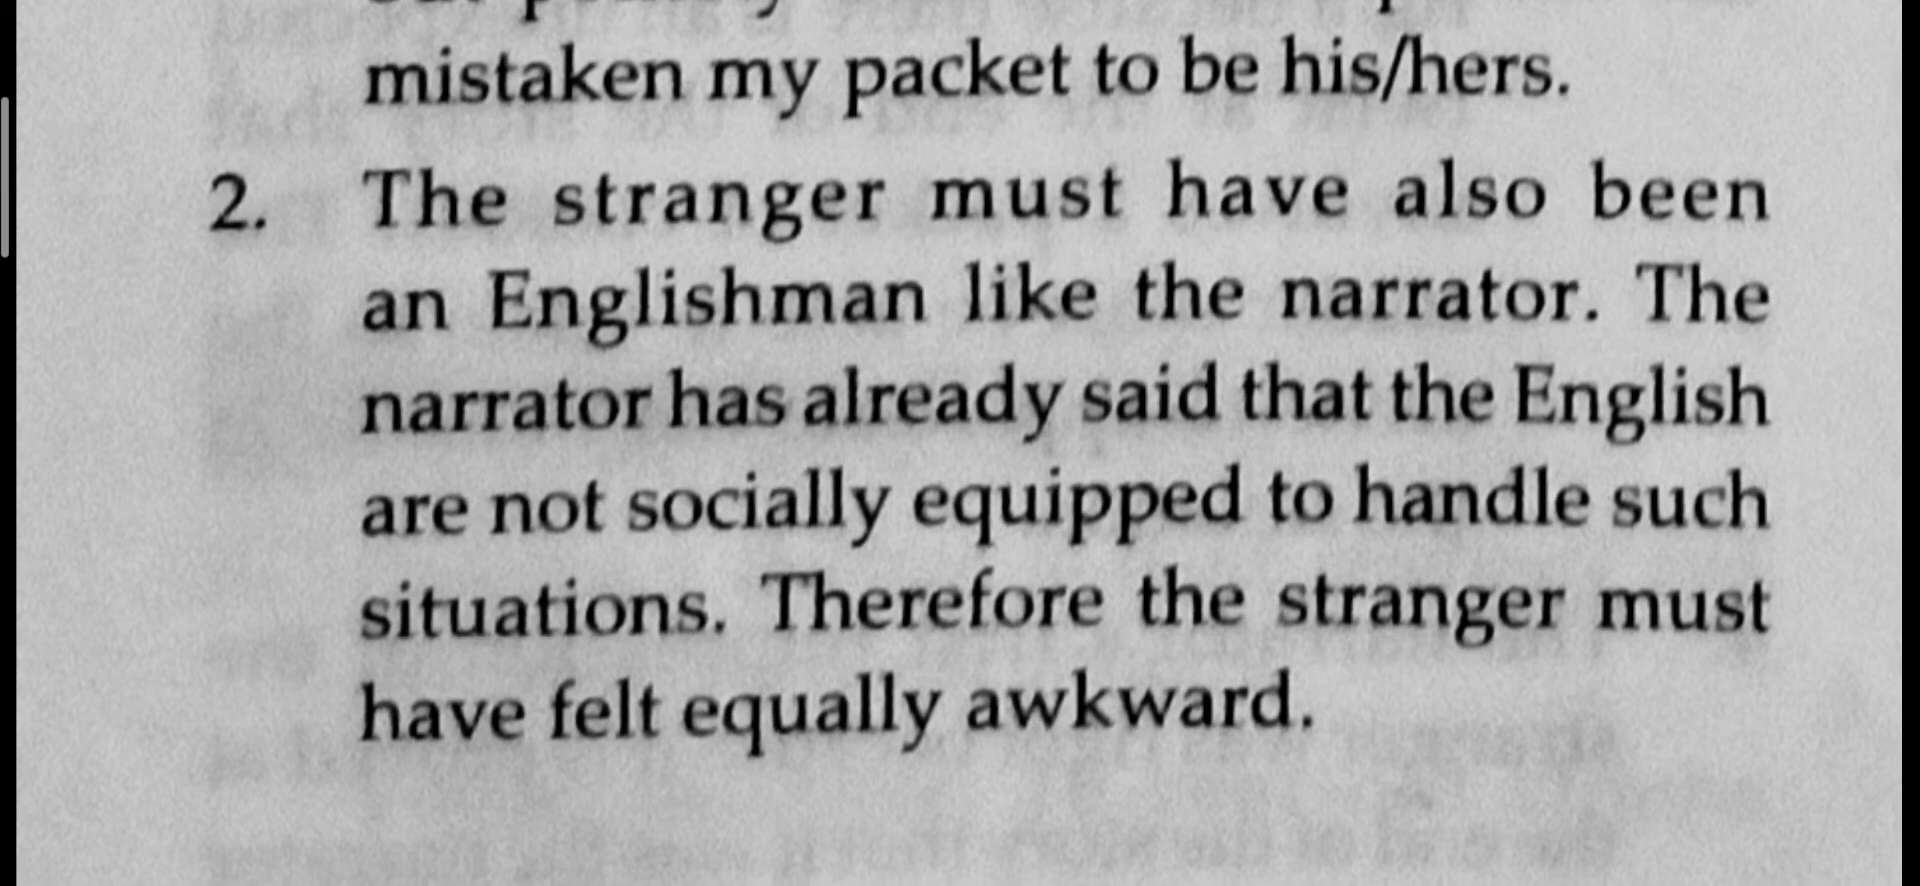 mistaken my packet to be his/hers.
2. The stranger must have also been
an Englishman like the narrator. The
narrator has already said that the English
are not socially equipped to handle such
situations. Therefore the stranger must
have felt equally awkward.